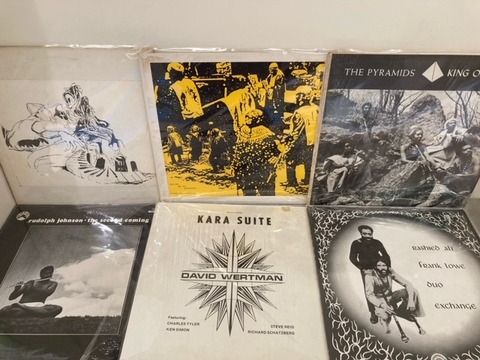 THE PYRAMIDS KING O
rudolph johnson • the second coming
KARA SUITE
DAVID WERTMAN
Featuring:
CHARLES TYLER
KEN SIMON
STEVE REID
RICHARD SCHATZBERG
rashied ali
frank lowe
duo
exchange